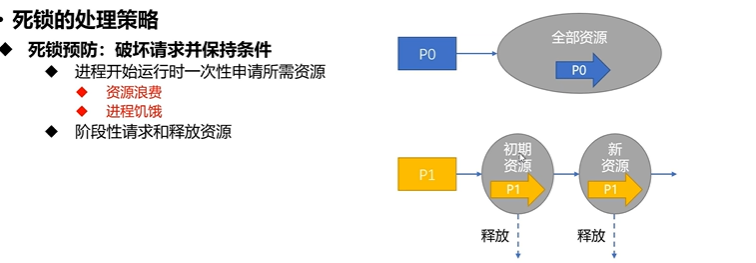 • 死锁的处理策略
◆ 死锁预防：破坏请求并保持条件
◆ 进程开始运行时一次性申请所需资源
◆ 资源浪费
◆ 进程饥饿
◆ 阶段性请求和释放资源
P0
全部资源
P0
P1
初期
资源
P1
新
资源
P1
释放
释放